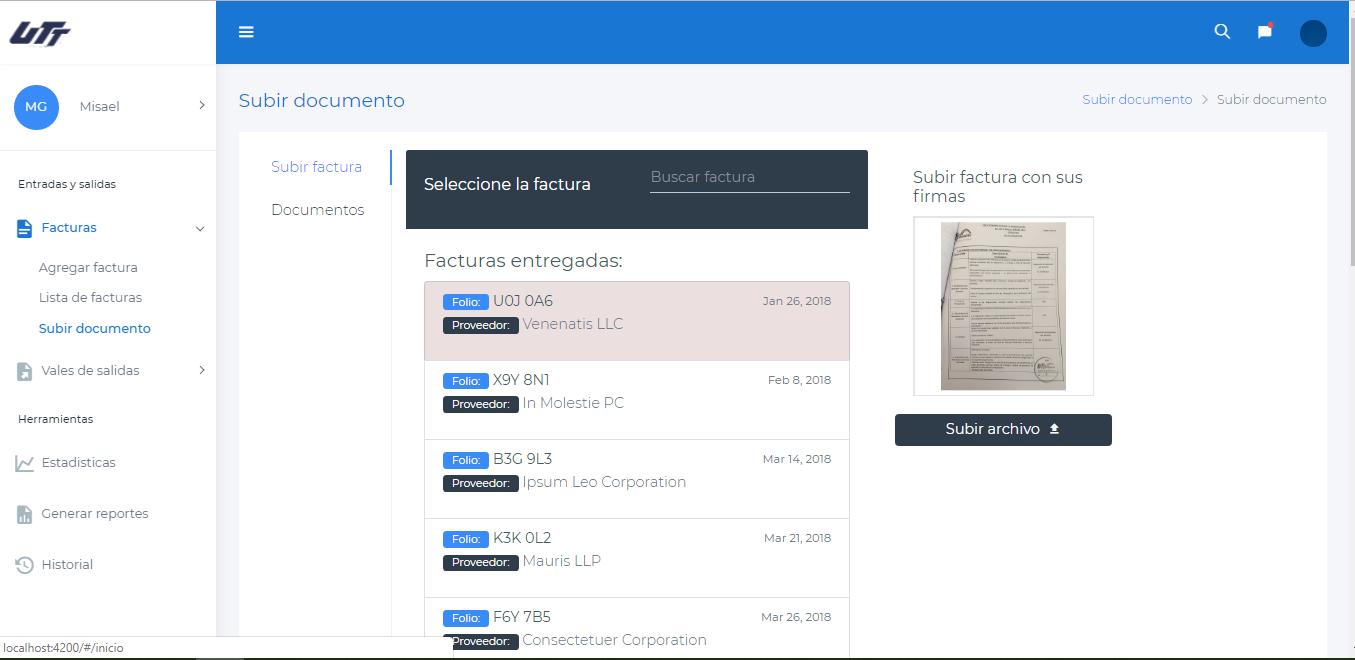 UTT
MG
Misael
Entradas y salidas
Facturas
Agregar factura
Lista de facturas
Subir documento
Vales de salidas
Herramientas
Estadisticas
Generar reportes
Historial
localhost:4200/#/inicio
Subir documento
Subir documento
Subir documento
Subir factura
Documentos
Seleccione la factura
Buscar factura
Facturas entregadas:
Folio: U0J 0A6 Jan 26, 2018
Proveedor: Venenatis LLC
Folio: X9Y 8N1 Feb 8, 2018
Proveedor: In Molestie PC
Folio: B3G 9L3 Mar 14, 2018
Proveedor: Ipsum Leo Corporation
Folio: K3K 0L2 Mar 21, 2018
Proveedor: Mauris LLP
Folio: F6Y 7B5 Mar 26, 2018
Proveedor: Consectetuer Corporation
Subir factura con sus
firmas
Subir archivo